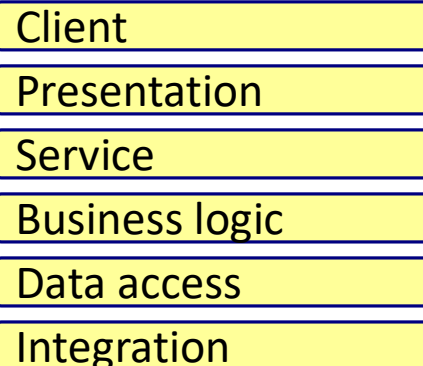 Client
Presentation
Service
Business logic
Data access
Integration